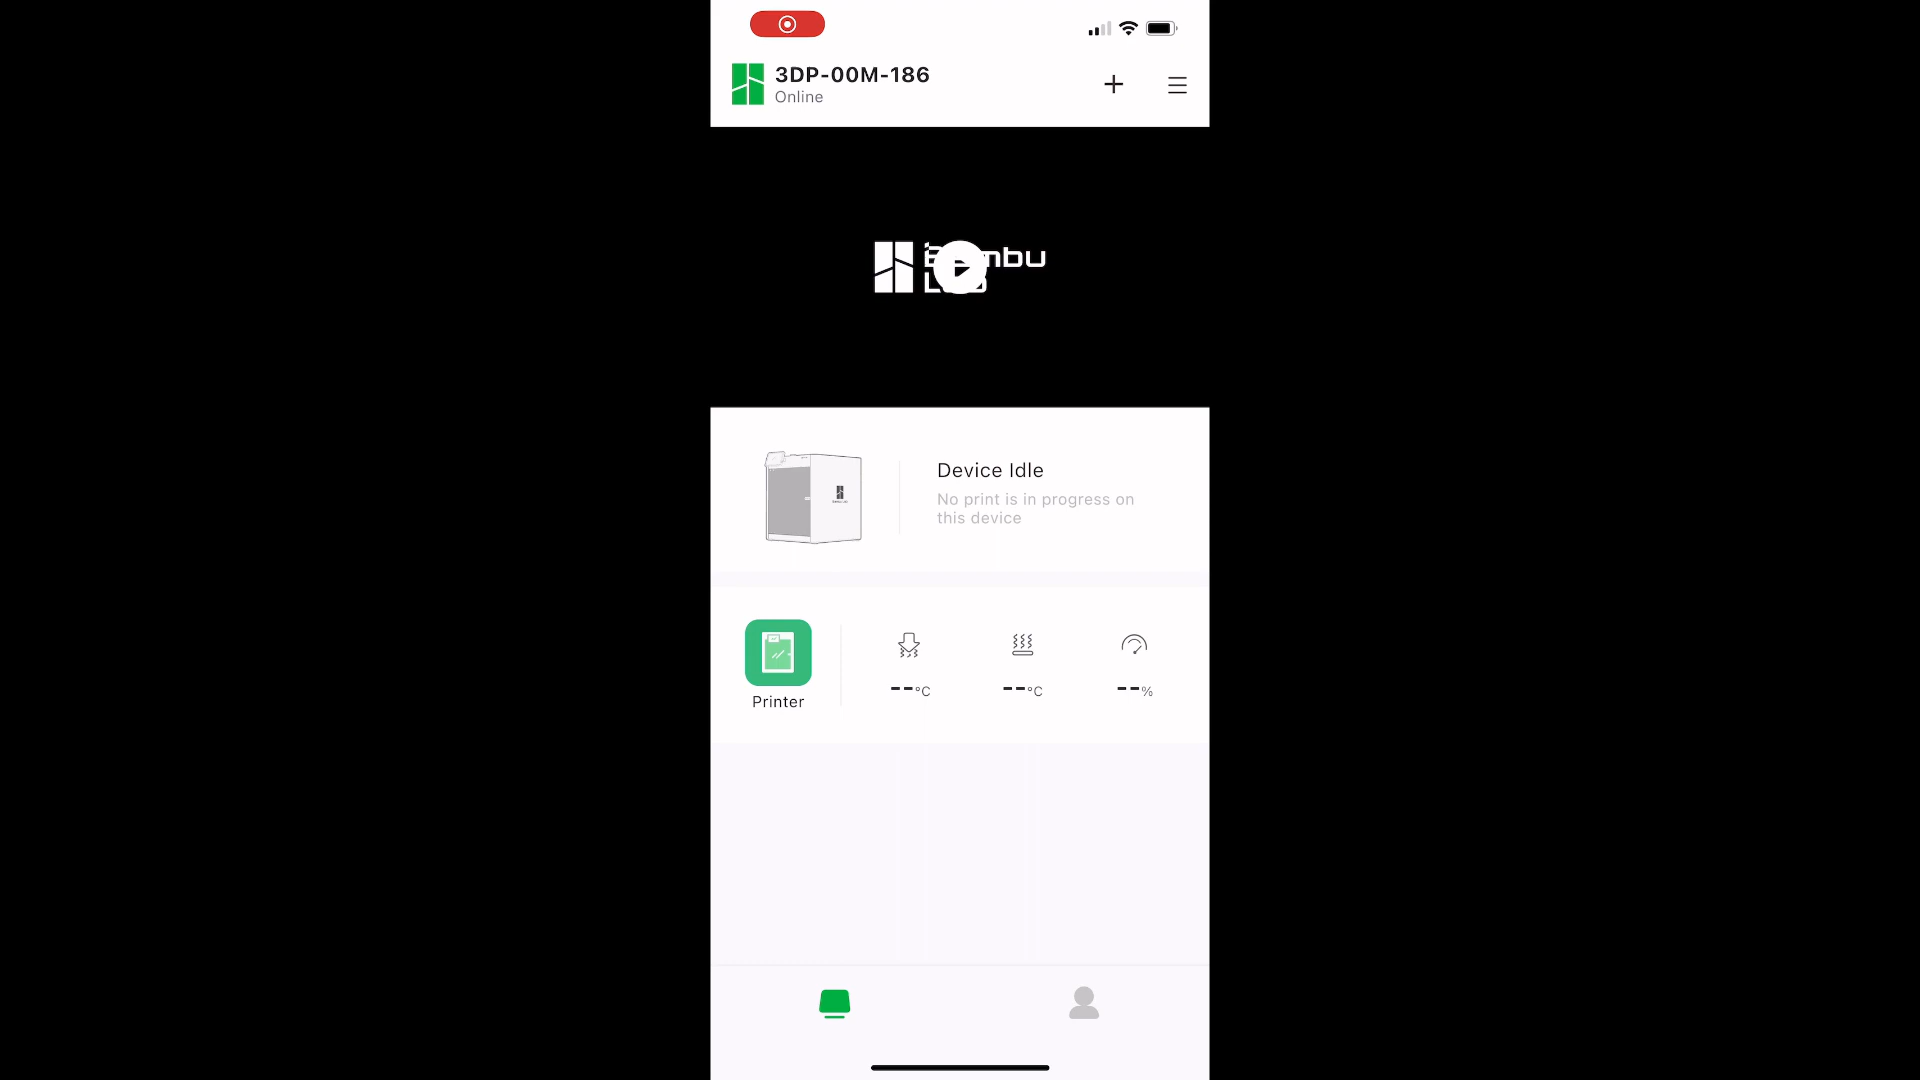 3DP-00M-186
Online
Device Idle
No print is in progress on
this device
--°C
--°C
--%
Printer